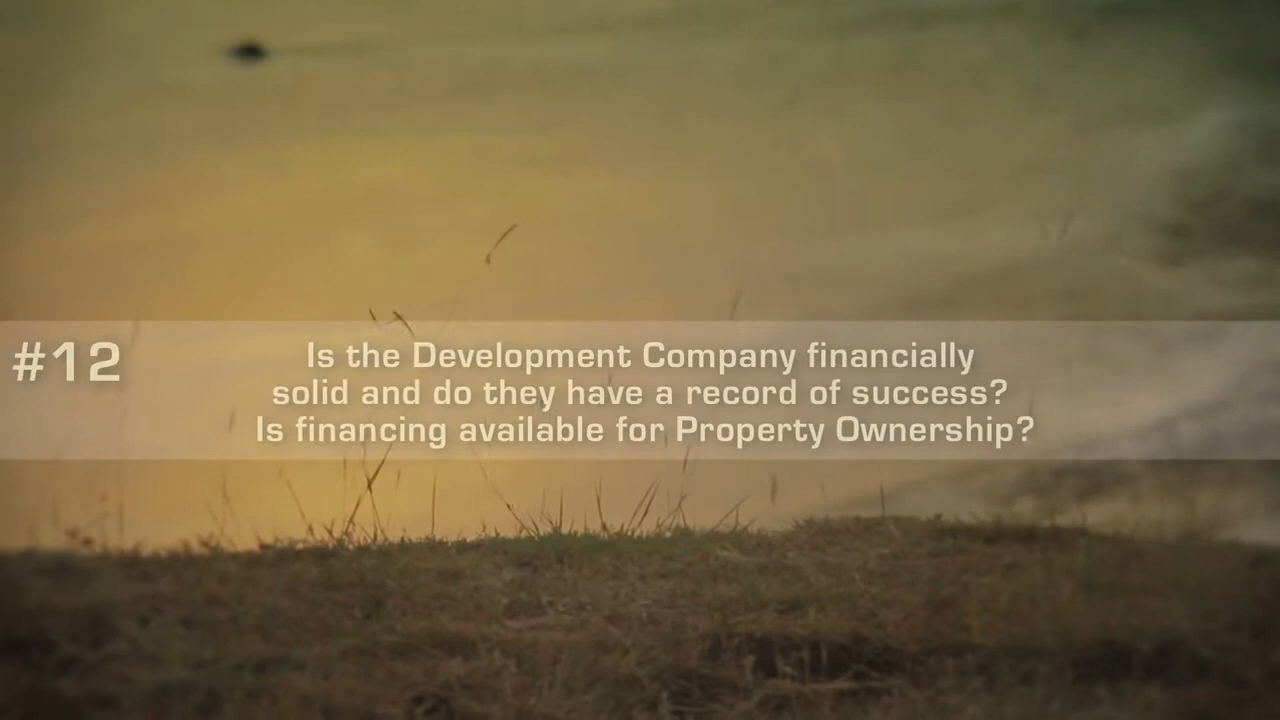 #12
Is the Development Company financially
solid and do they have a record of success?
Is financing available for Property Ownership?